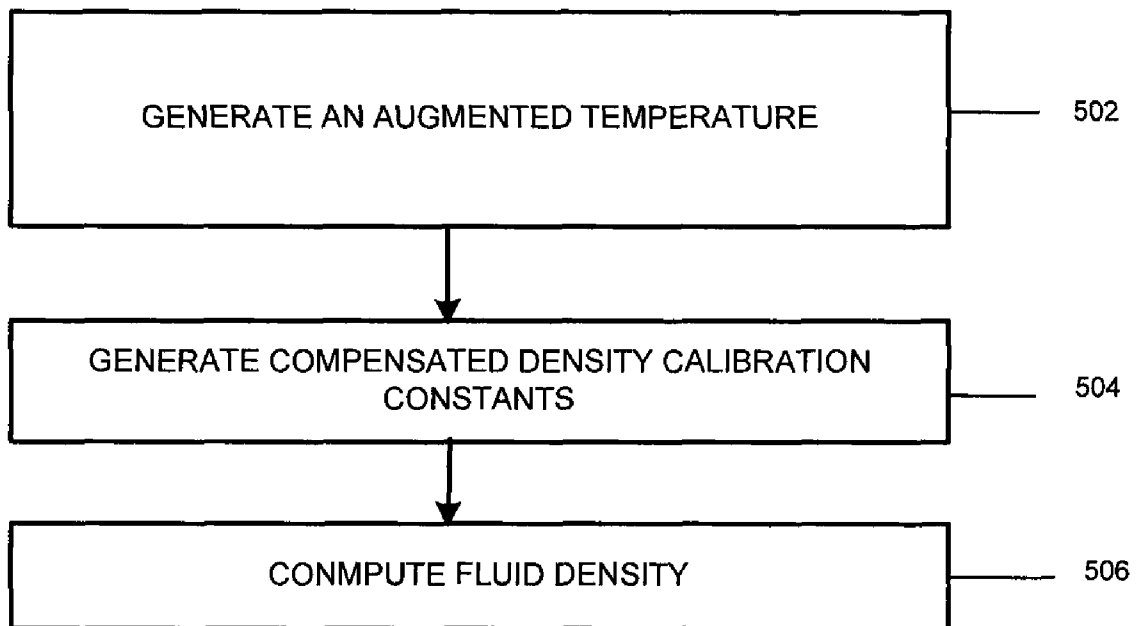 GENERATE AN AUGMENTED TEMPERATURE
502
GENERATE COMPENSATED DENSITY CALIBRATION
CONSTANTS
504
CONMPUTE FLUID DENSITY
506